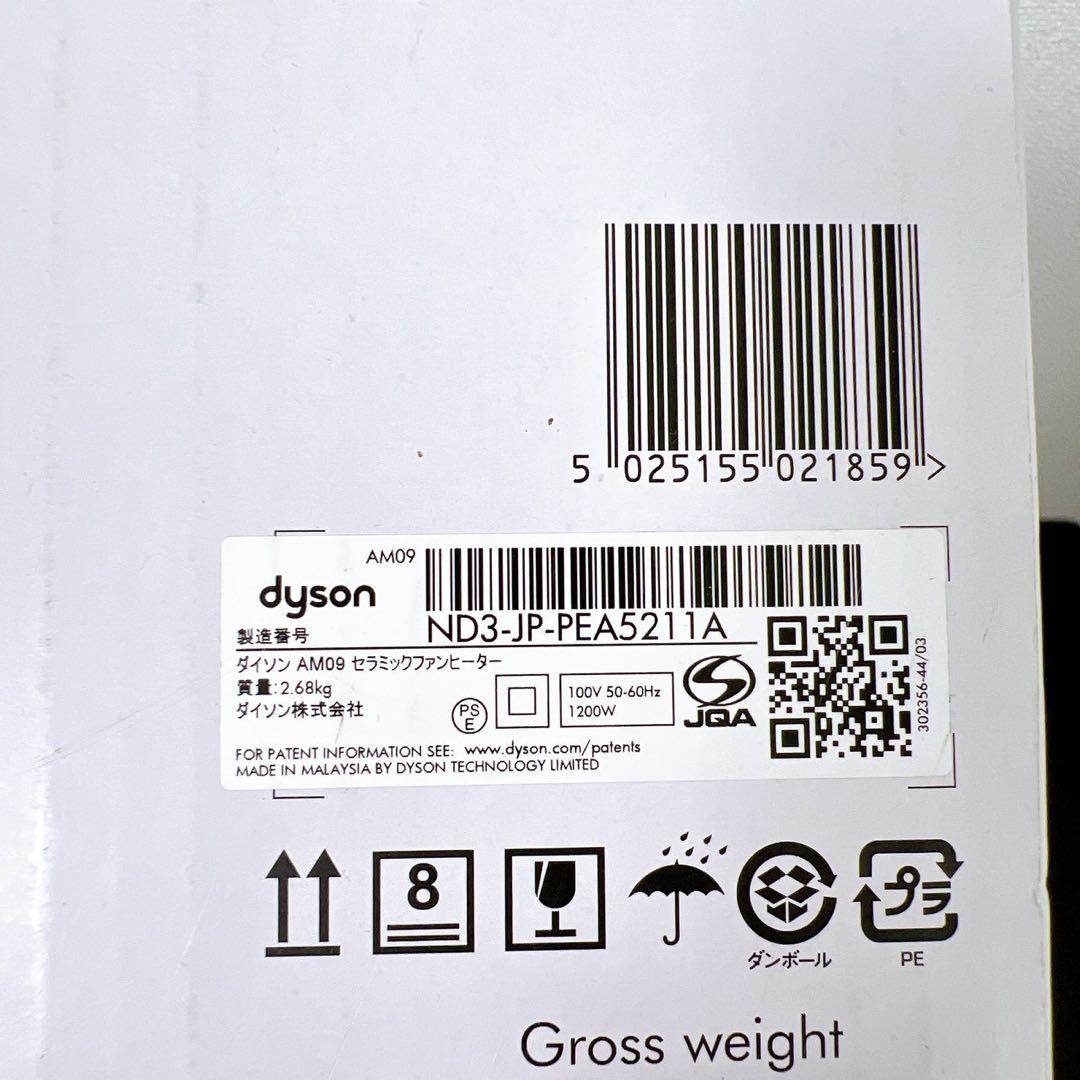 5 025155 021859 >
AM09
dyson
製造番号 ND3-JP-PEA5211A
ダイソン AM09 セラミックファンヒーター
質量:2.68kg
ダイソン株式会社
PS
E
100V 50-60Hz
1200W
JQA
302356-44/03
FOR PATENT INFORMATION SEE: www.dyson.com/patents
MADE IN MALAYSIA BY DYSON TECHNOLOGY LIMITED
8
プラ
ダンボール
PE
Gross weight